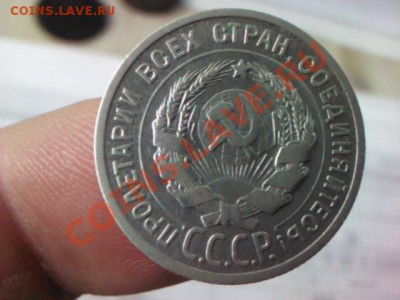 COINS.LAVE.RU
ПРОЛЕТАРИИ ВСЕХ СТРАН СОЕДИНЯЙТЕСЬ!
С.С.С.Р.
COINS.LAVE.RU